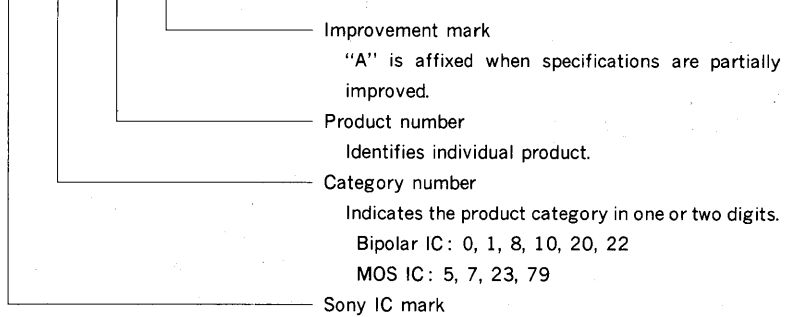 Improvement mark
“A” is affixed when specifications are partially
improved.
Product number
Identifies individual product.
Category number
Indicates the product category in one or two digits.
Bipolar IC : 0, 1, 8, 10, 20, 22
MOS IC : 5, 7, 23, 79
Sony IC mark